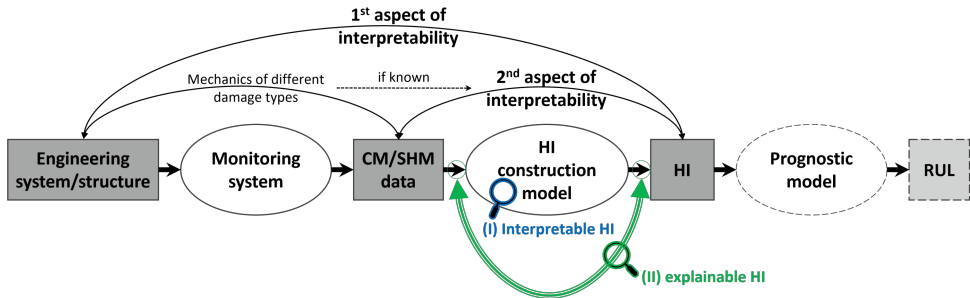 1st aspect of
interpretability
Mechanics of different
damage types
if known
2nd aspect of
interpretability
Engineering
system/structure
Monitoring
system
CM/SHM
data
HI
construction
model
HI
Prognostic
model
RUL
(I) Interpretable HI
(II) explainable HI